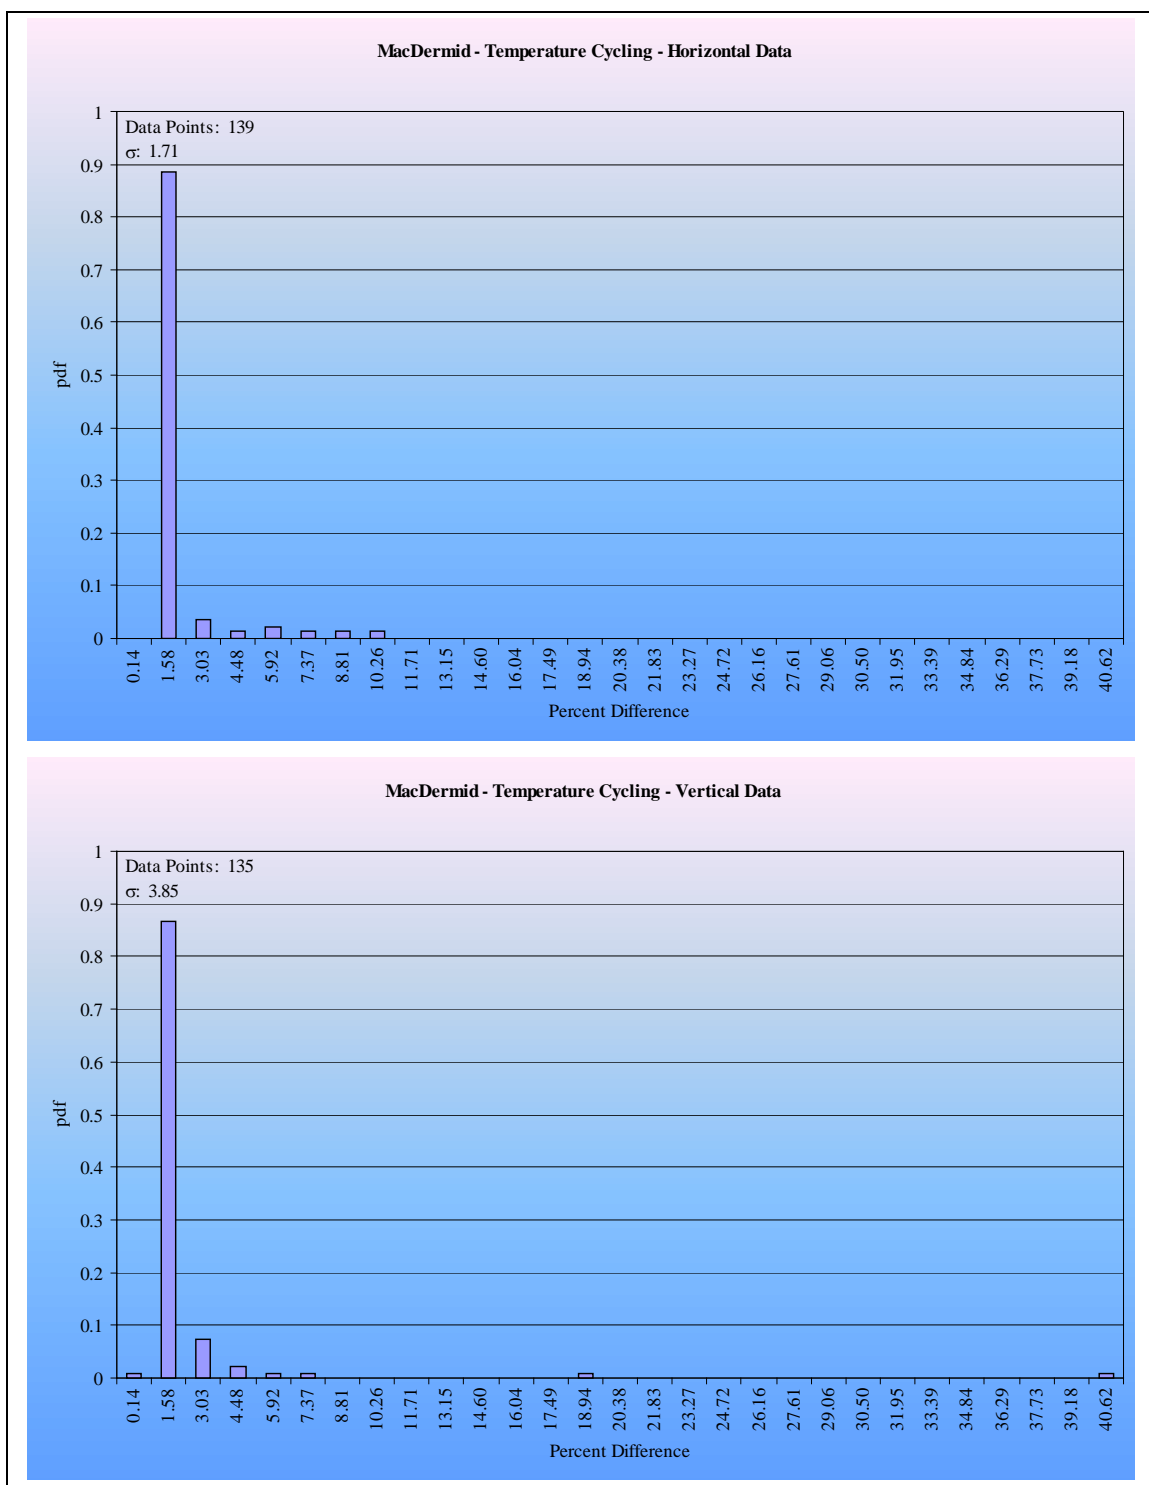 MacDermid - Temperature Cycling - Horizontal Data
Data Points: 139
σ: 1.71
1
0.9
0.8
0.7
0.6
0.5
0.4
0.3
0.2
0.1
0
pdf
0.14 1.58 3.03 4.48 5.92 7.37 8.81 10.26 11.71 13.15 14.60 16.04 17.49 18.94 20.38 21.83 23.27 24.72 26.16 27.61 29.06 30.50 31.95 33.39 34.84 36.29 37.73 39.18 40.62
Percent Difference
MacDermid - Temperature Cycling - Vertical Data
Data Points: 135
σ: 3.85
1
0.9
0.8
0.7
0.6
0.5
0.4
0.3
0.2
0.1
0
pdf
0.14 1.58 3.03 4.48 5.92 7.37 8.81 10.26 11.71 13.15 14.60 16.04 17.49 18.94 20.38 21.83 23.27 24.72 26.16 27.61 29.06 30.50 31.95 33.39 34.84 36.29 37.73 39.18 40.62
Percent Difference